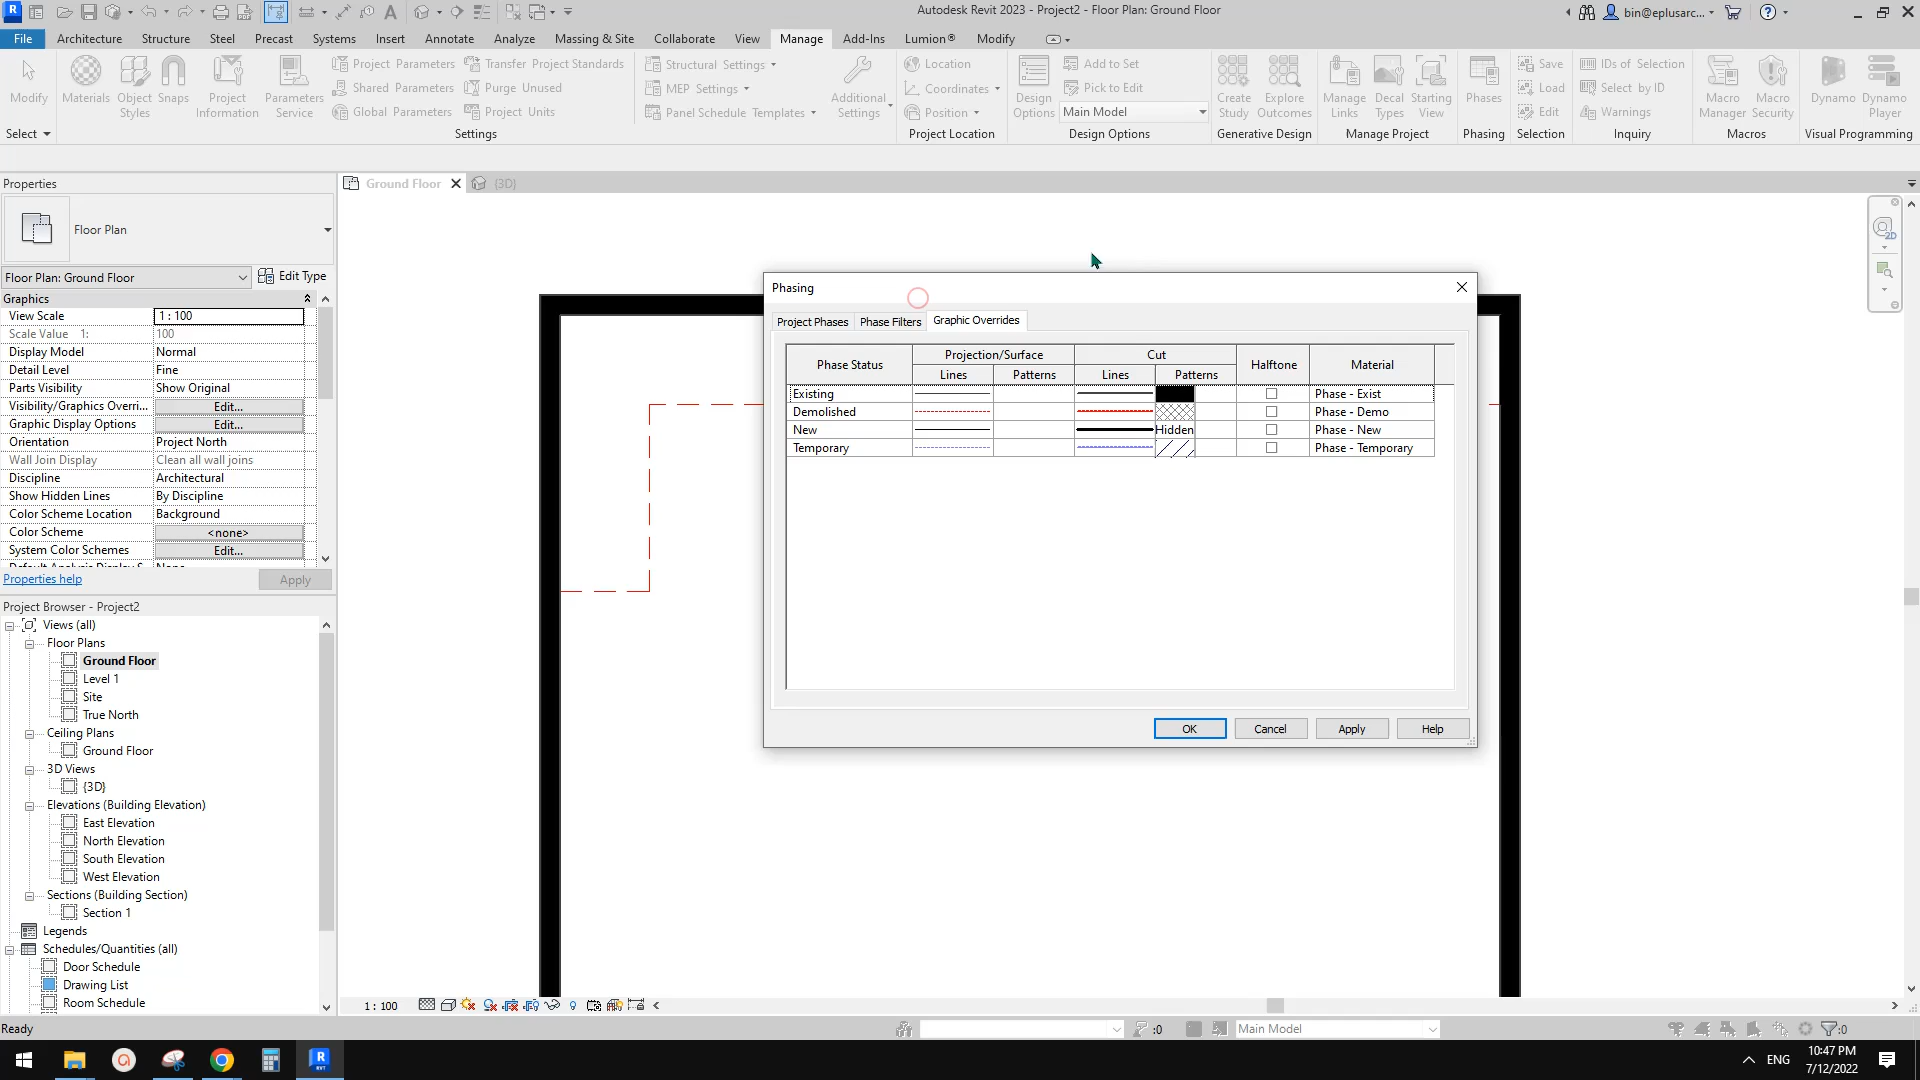 Autodesk Revit 2023 - Project2 - Floor Plan: Ground Floor
bin@eplusarc...
File Architecture Structure Steel Precast Systems Insert Annotate Analyze Massing & Site Collaborate View Manage Add-Ins Lumion® Modify
Modify
Materials
Object Styles
Snaps
Project Information
Parameters Service
Project Parameters
Shared Parameters
Global Parameters
Transfer Project Standards
Purge Unused
Project Units
Structural Settings
MEP Settings
Panel Schedule Templates
Additional Settings
Location
Coordinates
Position
Design Options
Add to Set
Pick to Edit
Main Model
Create Study
Explore Outcomes
Manage Links
Decal Types
Starting View
Phases
Save
Load
Edit
IDs of Selection
Select by ID
Warnings
Macro Manager
Macro Security
Dynamo
Dynamo Player
Select Settings Project Location Design Options Generative Design Manage Project Phasing Selection Inquiry Macros Visual Programming
Properties
Ground Floor
{3D}
Floor Plan
Floor Plan: Ground Floor Edit Type
Graphics
View Scale 1 : 100
Scale Value 1: 100
Display Model Normal
Detail Level Fine
Parts Visibility Show Original
Visibility/Graphics Overri... Edit...
Graphic Display Options Edit...
Orientation Project North
Wall Join Display Clean all wall joins
Discipline Architectural
Show Hidden Lines By Discipline
Color Scheme Location Background
Color Scheme <none>
System Color Schemes Edit...
Properties help Apply
Project Browser - Project2
Views (all)
Floor Plans
Ground Floor
Level 1
Site
True North
Ceiling Plans
Ground Floor
3D Views
{3D}
Elevations (Building Elevation)
East Elevation
North Elevation
South Elevation
West Elevation
Sections (Building Section)
Section 1
Legends
Schedules/Quantities (all)
Door Schedule
Drawing List
Room Schedule
Phasing
Project Phases Phase Filters Graphic Overrides
Phase Status Projection/Surface Cut Halftone Material
Lines Patterns Lines Patterns
Existing Phase - Exist
Demolished Phase - Demo
New Hidden Phase - New
Temporary Phase - Temporary
OK Cancel Apply Help
2D
1 : 100
Ready
:0
Main Model
:0
ENG
10:47 PM
7/12/2022